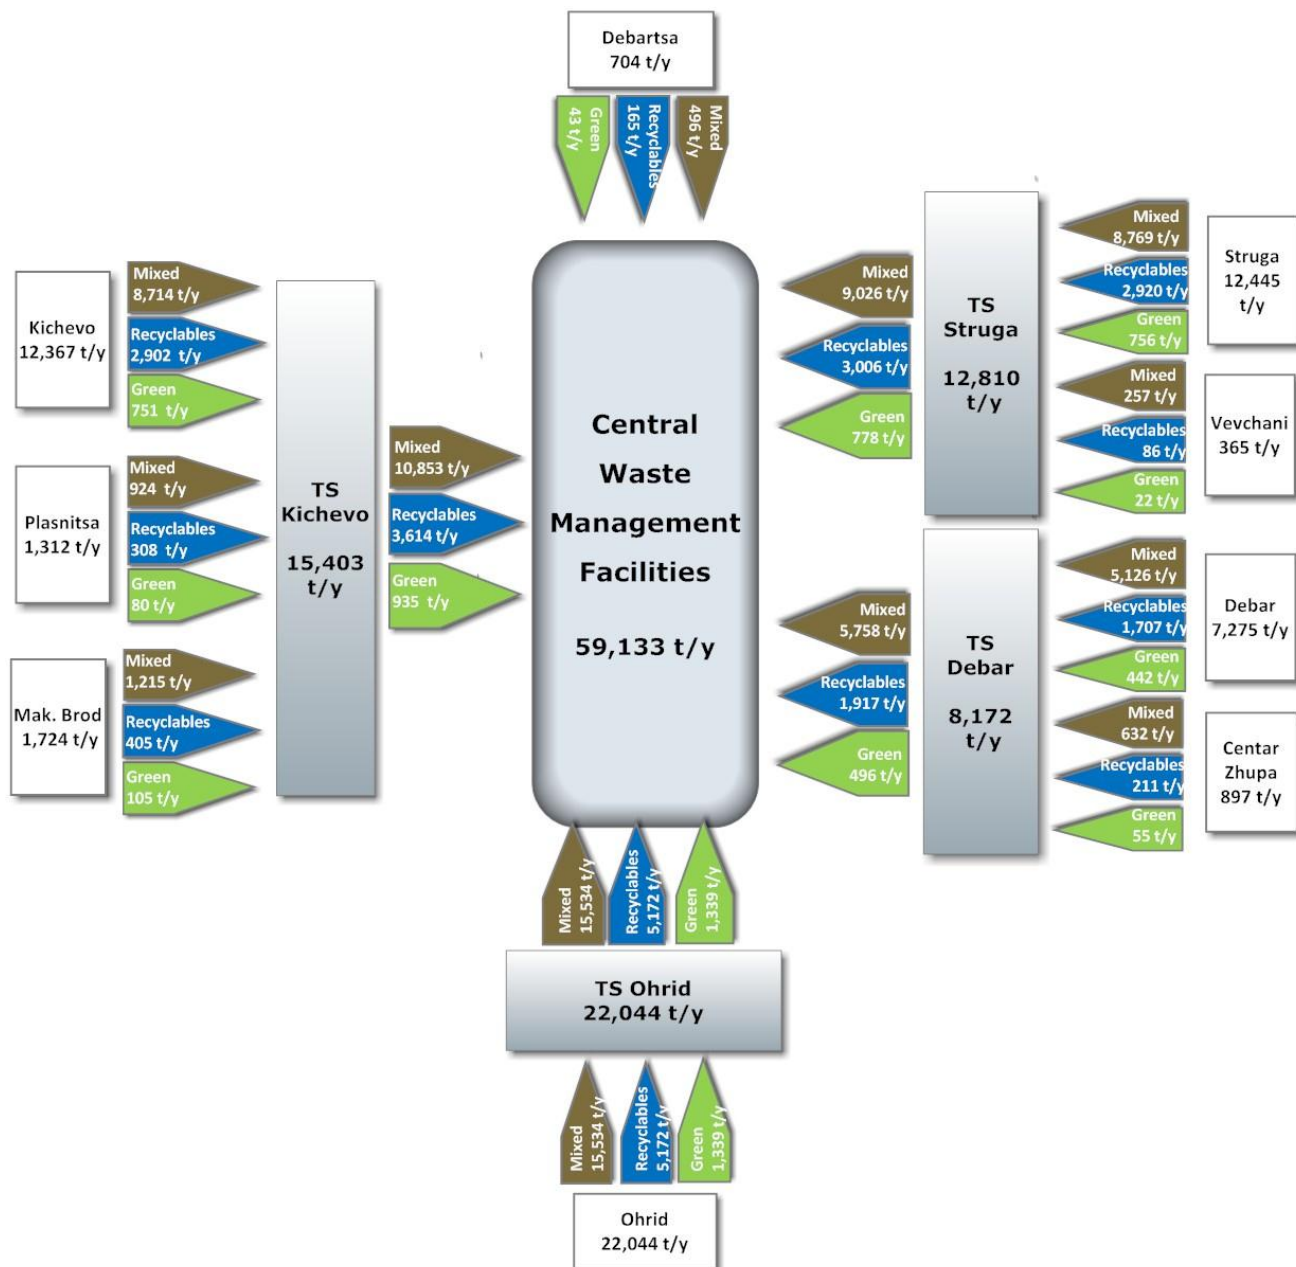 Debartsa
704 t/y
Green
43 t/y
Recyclables
165 t/y
Mixed
496 t/y
Kichevo
12,367 t/y
Mixed
8,714 t/y
Recyclables
2,902 t/y
Green
751 t/y
Plasnitsa
1,312 t/y
Mixed
924 t/y
Recyclables
308 t/y
Green
80 t/y
Mak. Brod
1,724 t/y
Mixed
1,215 t/y
Recyclables
405 t/y
Green
105 t/y
TS
Kichevo
15,403
t/y
Mixed
10,853 t/y
Recyclables
3,614 t/y
Green
935 t/y
Central
Waste
Management
Facilities
59,133 t/y
Mixed
9,026 t/y
Recyclables
3,006 t/y
Green
778 t/y
TS
Struga
12,810
t/y
Mixed
8,769 t/y
Recyclables
2,920 t/y
Green
756 t/y
Struga
12,445
t/y
Mixed
257 t/y
Recyclables
86 t/y
Green
22 t/y
Vevchani
365 t/y
Mixed
5,758 t/y
Recyclables
1,917 t/y
Green
496 t/y
TS
Debar
8,172
t/y
Mixed
5,126 t/y
Recyclables
1,707 t/y
Green
442 t/y
Debar
7,275 t/y
Mixed
632 t/y
Recyclables
211 t/y
Green
55 t/y
Centar
Zhupa
897 t/y
Mixed
15,534 t/y
Recyclables
5,172 t/y
Green
1,339 t/y
TS Ohrid
22,044 t/y
Mixed
15,534 t/y
Recyclables
5,172 t/y
Green
1,339 t/y
Ohrid
22,044 t/y